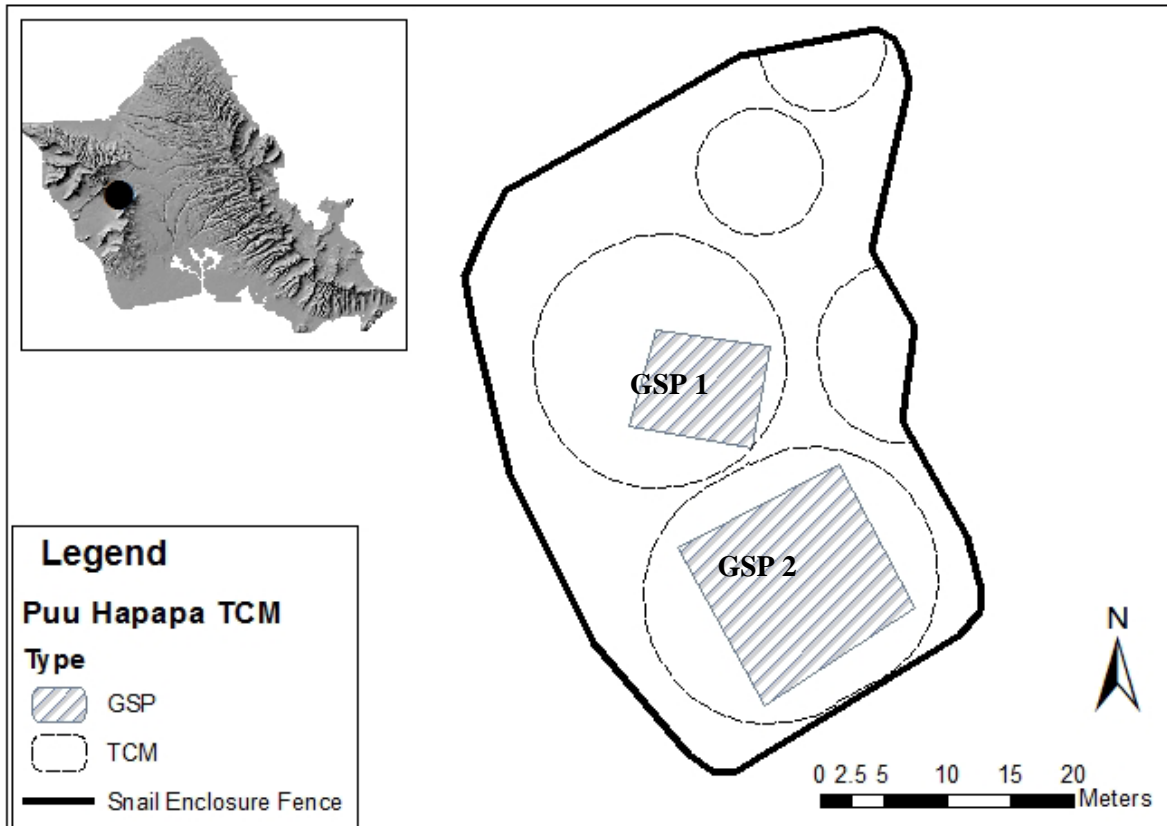 GSP 1
GSP 2
Legend
Puu Hapapa TCM
Type
GSP
TCM
Snail Enclosure Fence
N
0 2.5 5 10 15 20
Meters